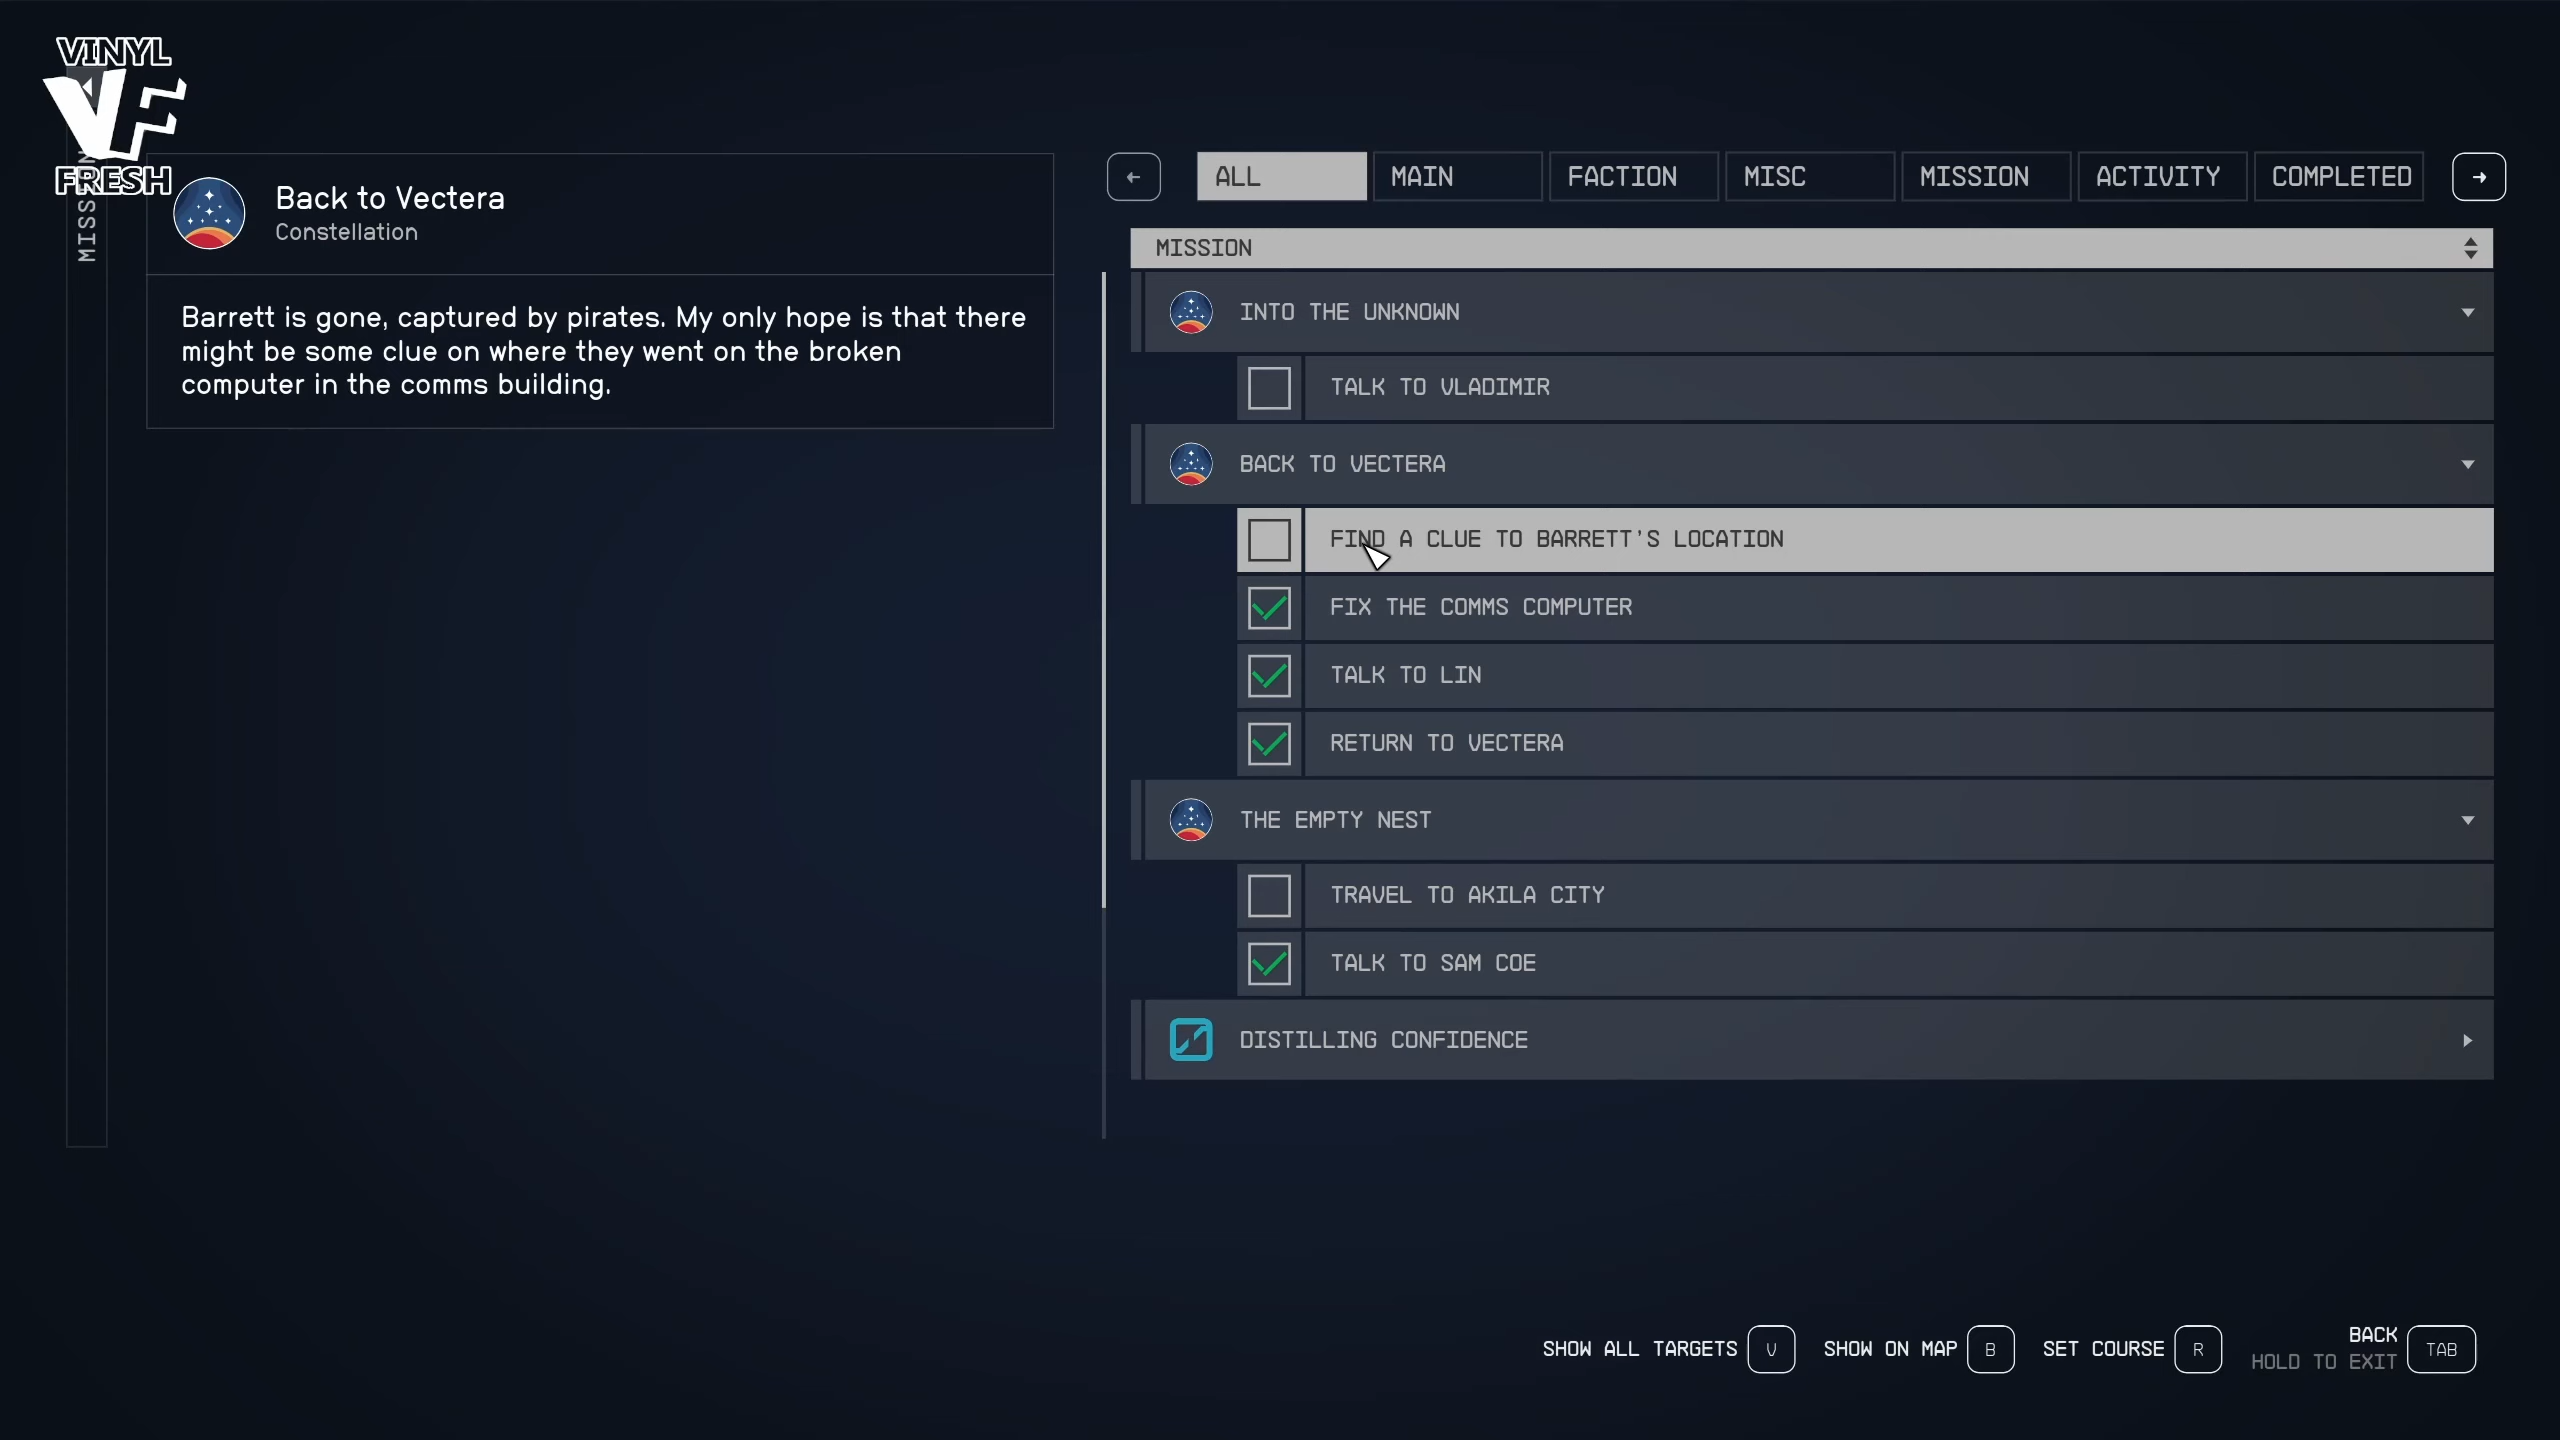 VINYL
VF
FRESH
MISSION
Back to Vectera
Constellation
Barrett is gone, captured by pirates. My only hope is that there
might be some clue on where they went on the broken
computer in the comms building.
ALL
MAIN
FACTION
MISC
MISSION
ACTIVITY
COMPLETED
MISSION
INTO THE UNKNOWN
TALK TO VLADIMIR
BACK TO VECTERA
FIND A CLUE TO BARRETT'S LOCATION
FIX THE COMMS COMPUTER
TALK TO LIN
RETURN TO VECTERA
THE EMPTY NEST
TRAVEL TO AKILA CITY
TALK TO SAM COE
DISTILLING CONFIDENCE
SHOW ALL TARGETS V
SHOW ON MAP B
SET COURSE R
BACK
HOLD TO EXIT
TAB